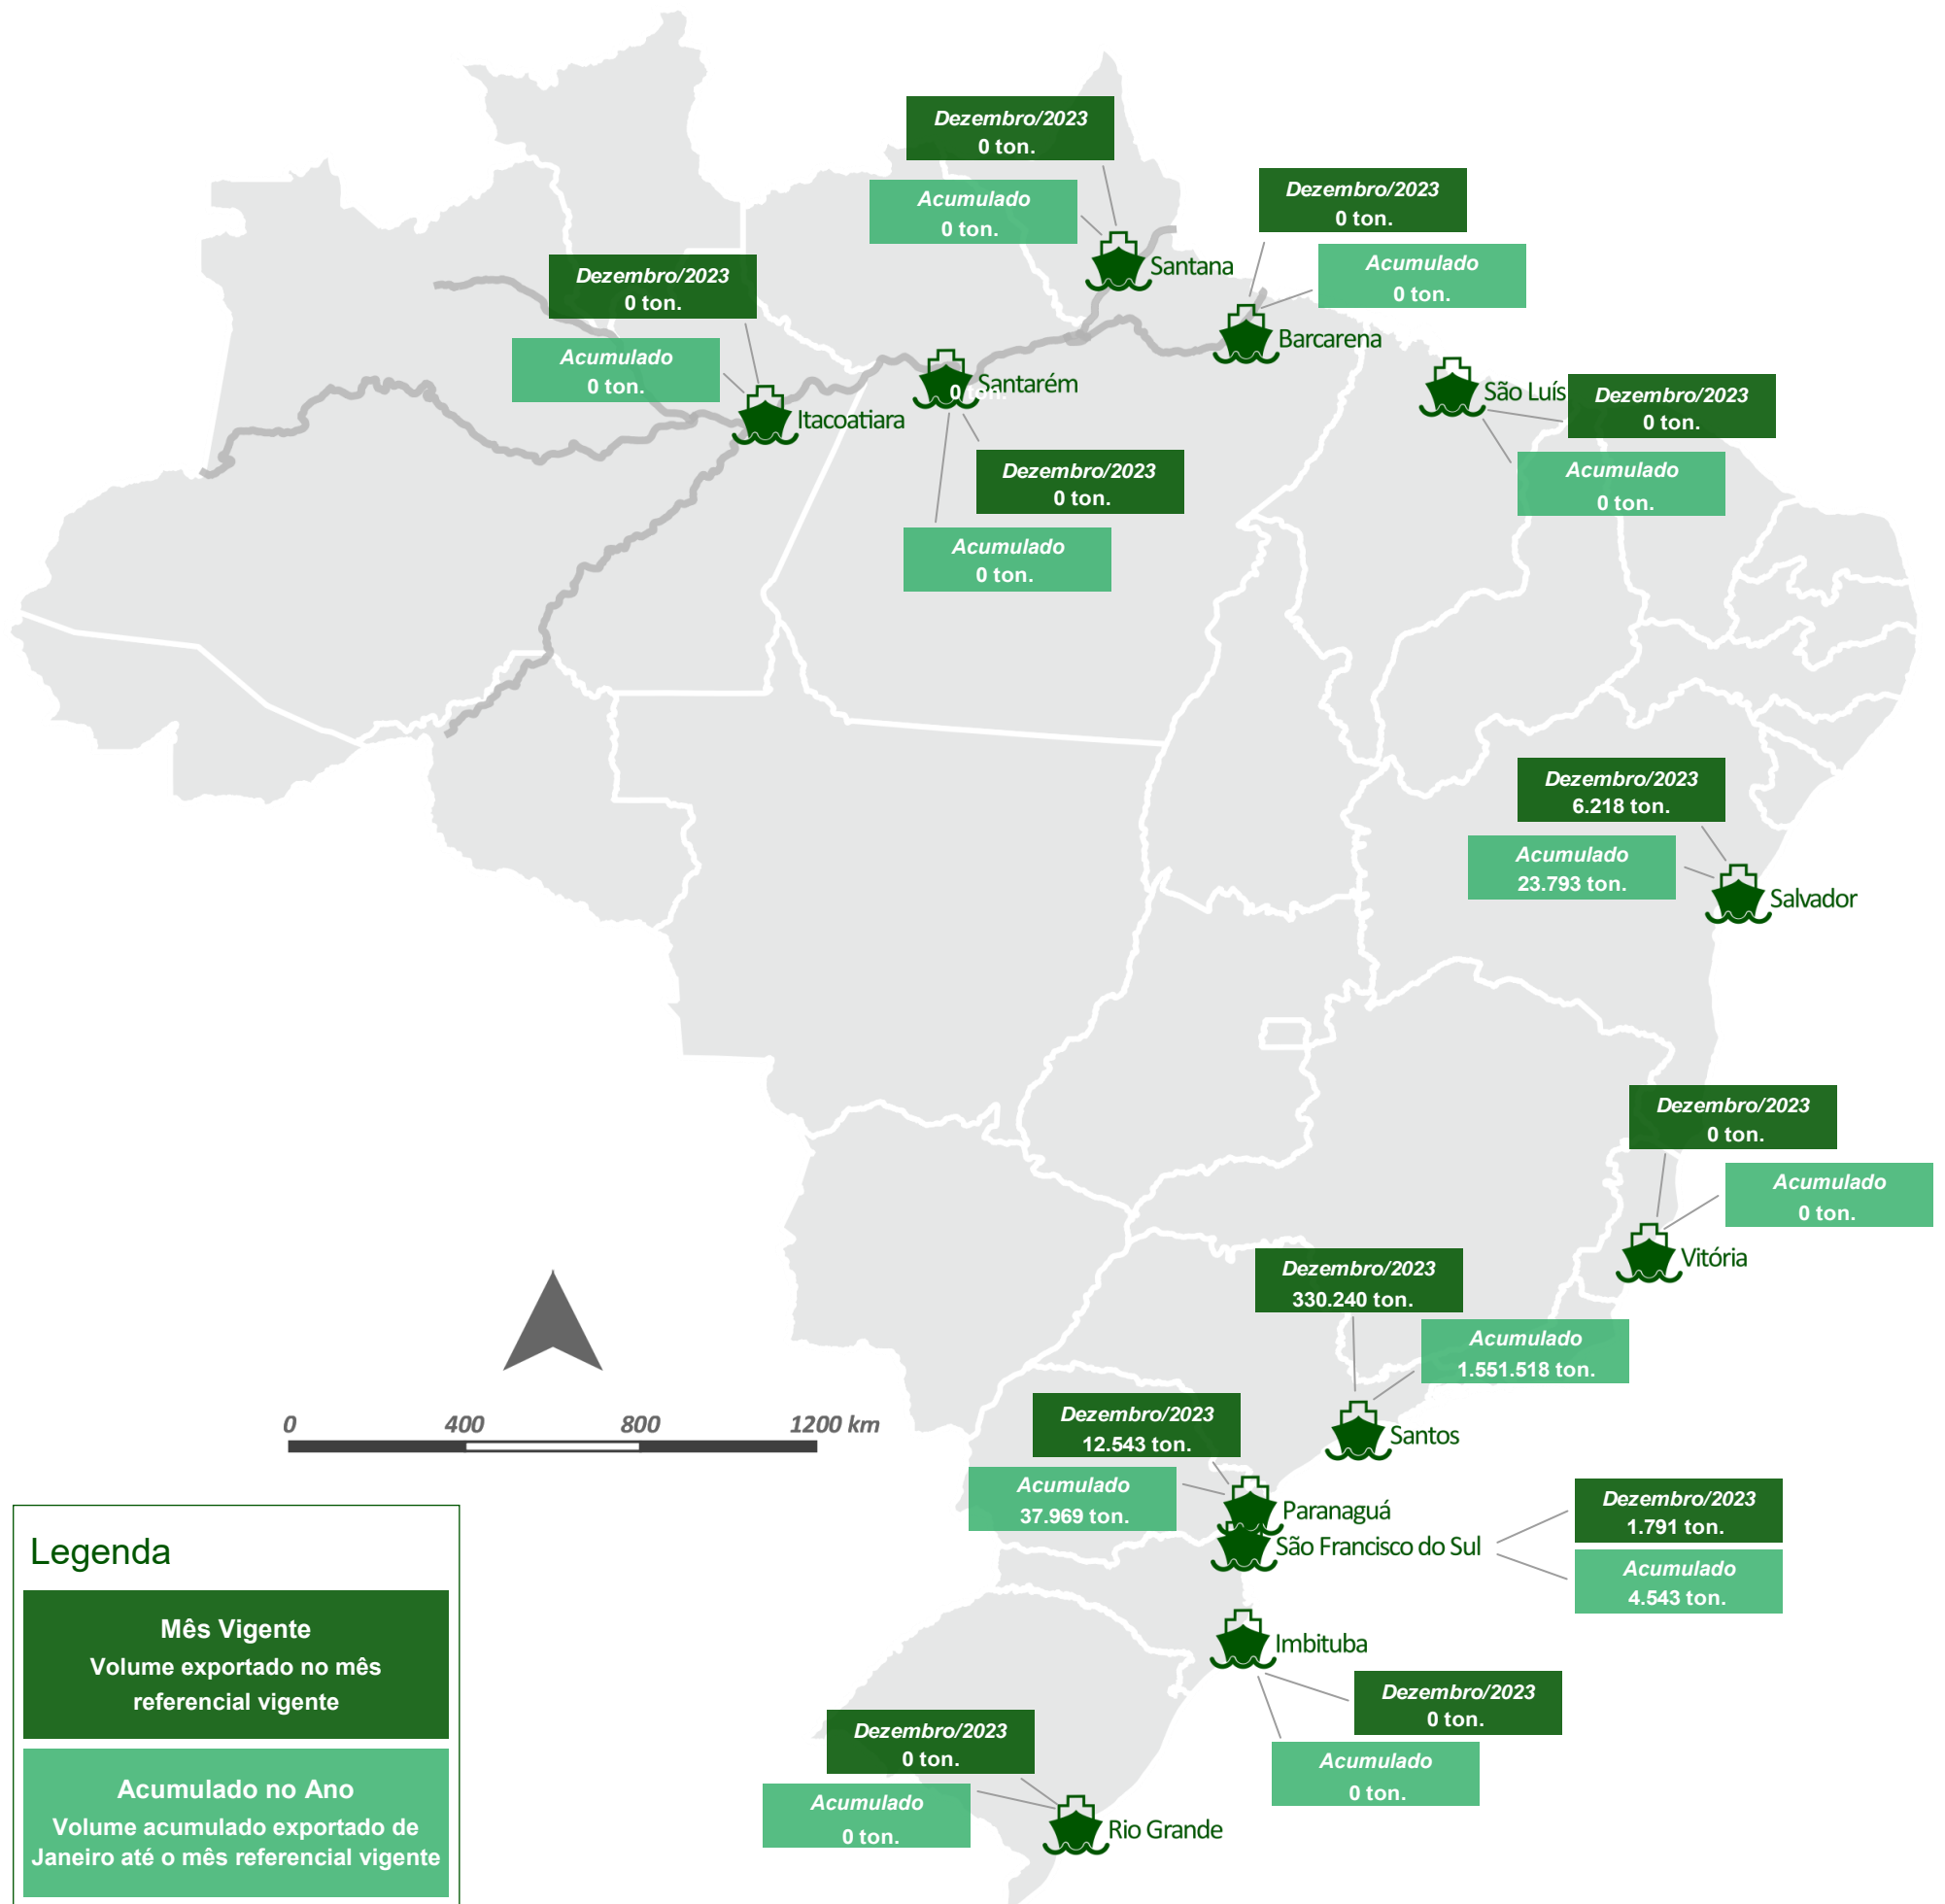 Dezembro/2023
0 ton.
Acumulado
0 ton.
Santana
Dezembro/2023
0 ton.
Acumulado
0 ton.
Barcarena
Dezembro/2023
0 ton.
Acumulado
0 ton.
Itacoatiara
Santarém
0 ton.
Dezembro/2023
0 ton.
Acumulado
0 ton.
São Luís
Dezembro/2023
0 ton.
Acumulado
0 ton.
Dezembro/2023
6.218 ton.
Acumulado
23.793 ton.
Salvador
Dezembro/2023
0 ton.
Acumulado
0 ton.
Vitória
Dezembro/2023
330.240 ton.
Acumulado
1.551.518 ton.
Santos
Dezembro/2023
12.543 ton.
Acumulado
37.969 ton.
Paranaguá
São Francisco do Sul
Dezembro/2023
1.791 ton.
Acumulado
4.543 ton.
Imbituba
Dezembro/2023
0 ton.
Acumulado
0 ton.
Dezembro/2023
0 ton.
Acumulado
0 ton.
Rio Grande
0 400 800 1200 km
Legenda
Mês Vigente
Volume exportado no mês
referencial vigente
Acumulado no Ano
Volume acumulado exportado de
Janeiro até o mês referencial vigente